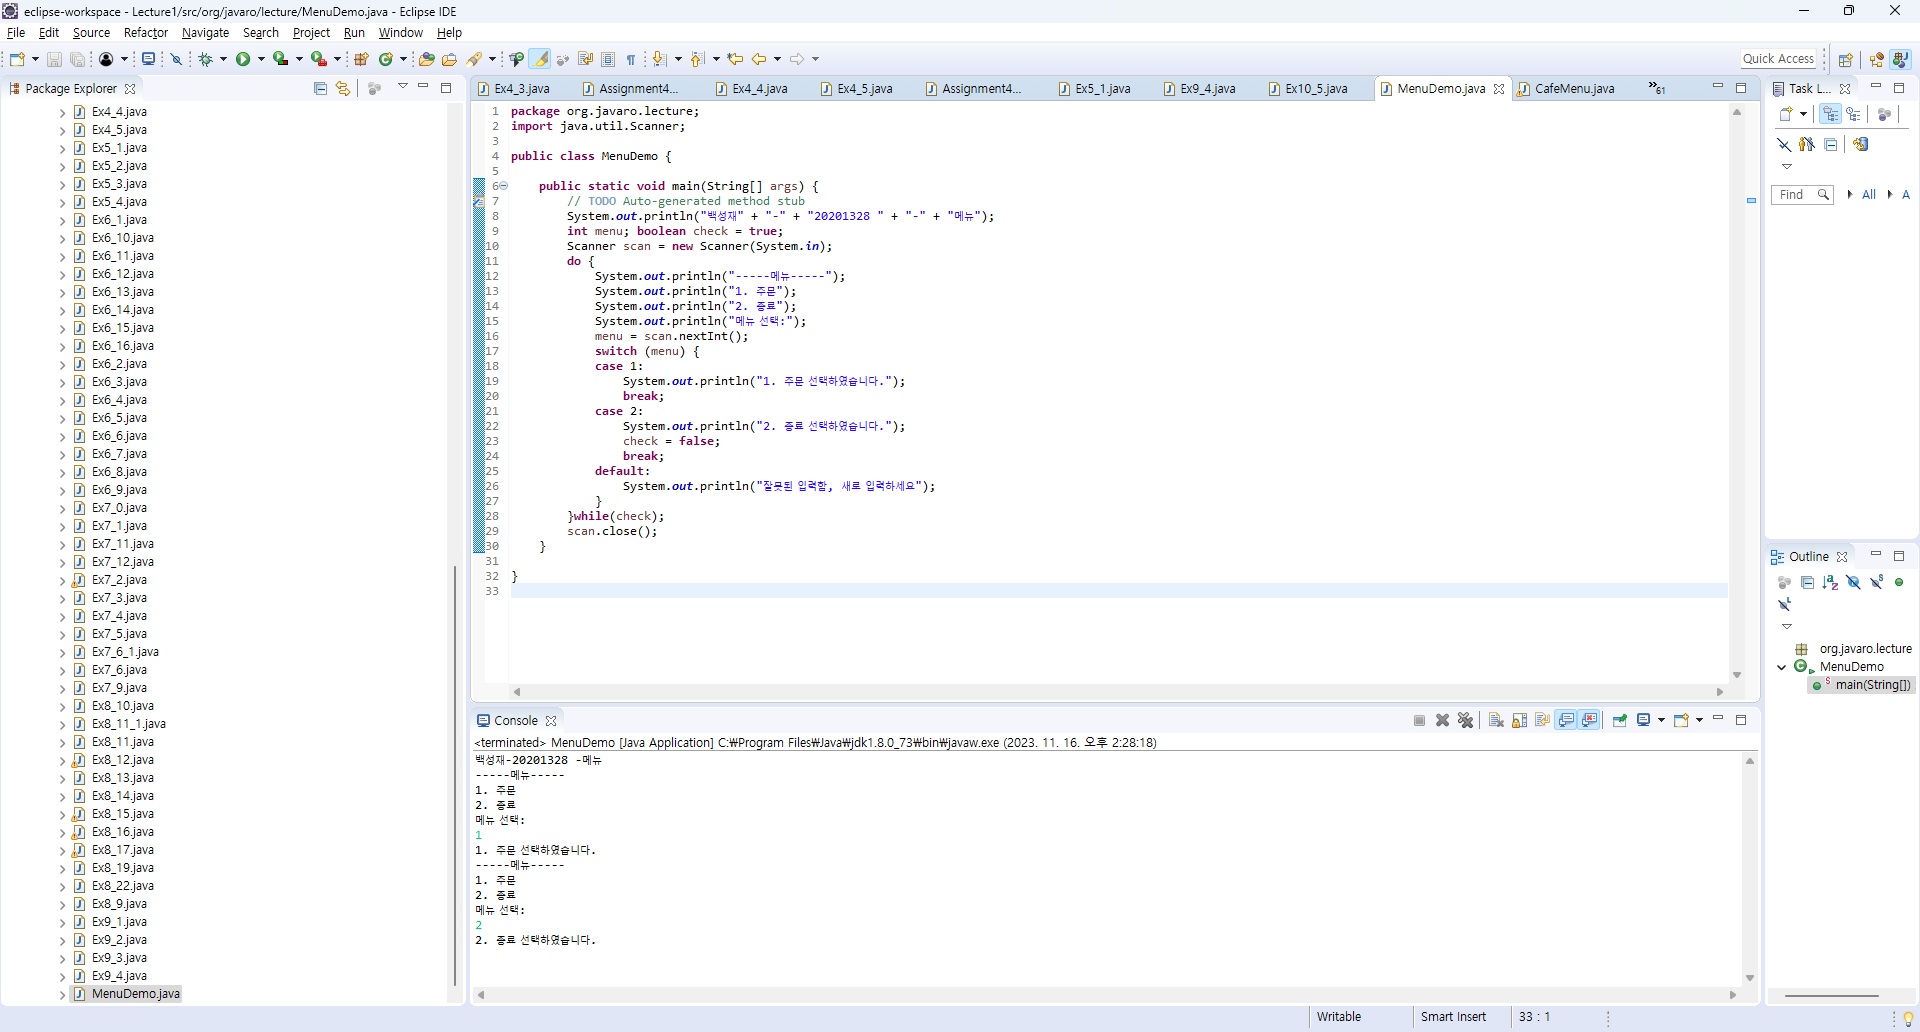 eclipse-workspace - Lecture1/src/org/javaro/lecture/MenuDemo.java - Eclipse IDE
File Edit Source Refactor Navigate Search Project Run Window Help
Quick Access
Package Explorer
Ex4_4.java
Ex4_5.java
Ex5_1.java
Ex5_2.java
Ex5_3.java
Ex5_4.java
Ex6_1.java
Ex6_10.java
Ex6_11.java
Ex6_12.java
Ex6_13.java
Ex6_14.java
Ex6_15.java
Ex6_16.java
Ex6_2.java
Ex6_3.java
Ex6_4.java
Ex6_5.java
Ex6_6.java
Ex6_7.java
Ex6_8.java
Ex6_9.java
Ex7_0.java
Ex7_1.java
Ex7_11.java
Ex7_12.java
Ex7_2.java
Ex7_3.java
Ex7_4.java
Ex7_5.java
Ex7_6_1.java
Ex7_6.java
Ex7_9.java
Ex8_10.java
Ex8_11_1.java
Ex8_11.java
Ex8_12.java
Ex8_13.java
Ex8_14.java
Ex8_15.java
Ex8_16.java
Ex8_17.java
Ex8_19.java
Ex8_22.java
Ex8_9.java
Ex9_1.java
Ex9_2.java
Ex9_3.java
Ex9_4.java
MenuDemo.java
Ex4_3.java Assignment4... Ex4_4.java Ex4_5.java Assignment4... Ex5_1.java Ex9_4.java Ex10_5.java MenuDemo.java CafeMenu.java »61
1 package org.javaro.lecture;
2 import java.util.Scanner;
3
4 public class MenuDemo {
5
6 public static void main(String[] args) {
7 // TODO Auto-generated method stub
8 System.out.println("백성재" + "-" + "20201328 " + "-" + "메뉴");
9 int menu; boolean check = true;
10 Scanner scan = new Scanner(System.in);
11 do {
12 System.out.println("-----메뉴-----");
13 System.out.println("1. 주문");
14 System.out.println("2. 종료");
15 System.out.println("메뉴 선택:");
16 menu = scan.nextInt();
17 switch (menu) {
18 case 1:
19 System.out.println("1. 주문 선택하였습니다.");
20 break;
21 case 2:
22 System.out.println("2. 종료 선택하였습니다.");
23 check = false;
24 break;
25 default:
26 System.out.println("잘못된 입력함, 새로 입력하세요");
27 }
28 }while(check);
29 scan.close();
30 }
31
32 }
33
Console
<terminated> MenuDemo [Java Application] C:₩Program Files₩Java₩jdk1.8.0_73₩bin₩javaw.exe (2023. 11. 16. 오후 2:28:18)
백성재-20201328 -메뉴
-----메뉴-----
1. 주문
2. 종료
메뉴 선택:
1
1. 주문 선택하였습니다.
-----메뉴-----
1. 주문
2. 종료
메뉴 선택:
2
2. 종료 선택하였습니다.
Task L...
Find All A
Outline
org.javaro.lecture
MenuDemo
main(String[])
Writable Smart Insert 33 : 1